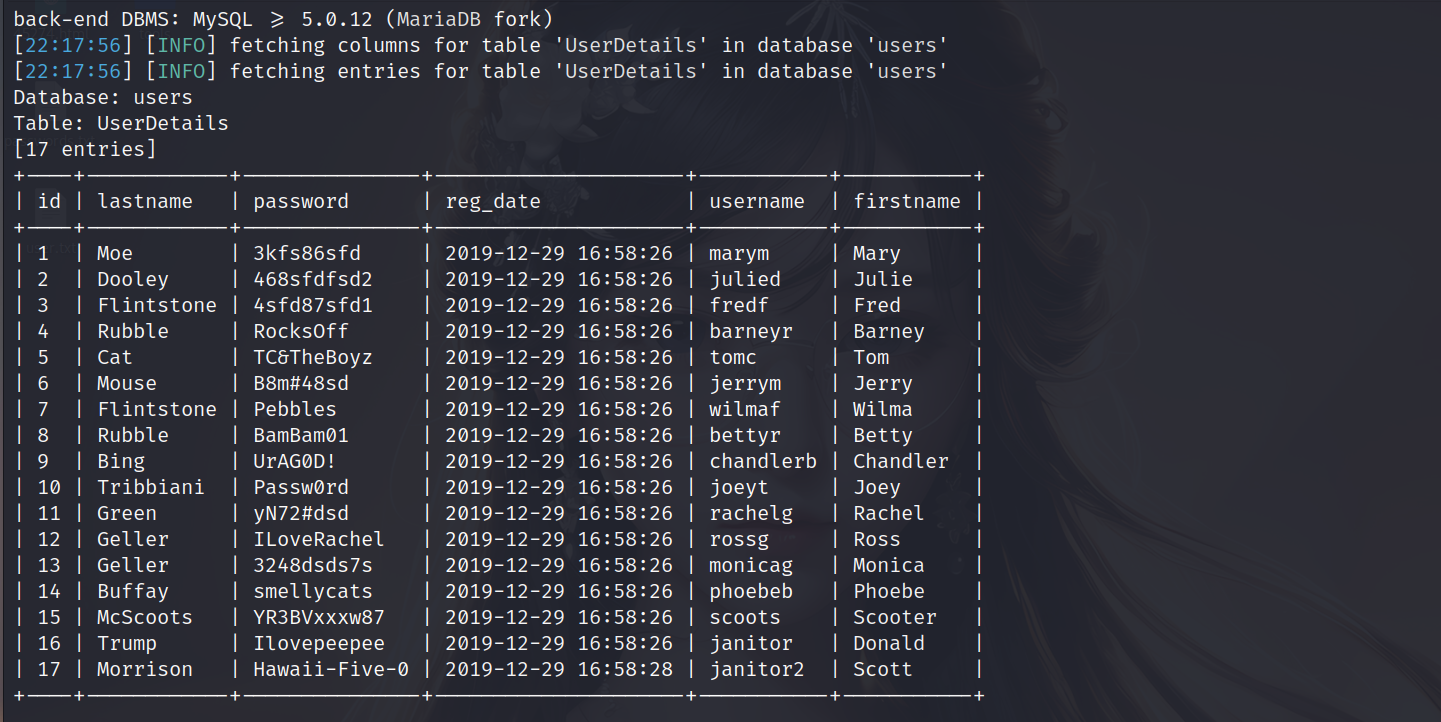 back-end DBMS: MySQL ≥ 5.0.12 (MariaDB fork)
[22:17:56] [INFO] fetching columns for table 'UserDetails' in database 'users'
[22:17:56] [INFO] fetching entries for table 'UserDetails' in database 'users'
Database: users
Table: UserDetails
[17 entries]
+----+------------+---------------+---------------------+-----------+-----------+
| id | lastname   | password      | reg_date            | username  | firstname |
+----+------------+---------------+---------------------+-----------+-----------+
| 1  | Moe        | 3kfs86sfd     | 2019-12-29 16:58:26 | marym     | Mary      |
| 2  | Dooley     | 468sfdfsd2    | 2019-12-29 16:58:26 | julied    | Julie     |
| 3  | Flintstone | 4sfd87sfd1    | 2019-12-29 16:58:26 | fredf     | Fred      |
| 4  | Rubble     | RocksOff      | 2019-12-29 16:58:26 | barneyr   | Barney    |
| 5  | Cat        | TC&TheBoyz    | 2019-12-29 16:58:26 | tomc      | Tom       |
| 6  | Mouse      | B8m#48sd      | 2019-12-29 16:58:26 | jerrym    | Jerry     |
| 7  | Flintstone | Pebbles       | 2019-12-29 16:58:26 | wilmaf    | Wilma     |
| 8  | Rubble     | BamBam01      | 2019-12-29 16:58:26 | bettyr    | Betty     |
| 9  | Bing       | UrAG0D!       | 2019-12-29 16:58:26 | chandlerb | Chandler  |
| 10 | Tribbiani  | Passw0rd      | 2019-12-29 16:58:26 | joeyt     | Joey      |
| 11 | Green      | yN72#dsd      | 2019-12-29 16:58:26 | rachelg   | Rachel    |
| 12 | Geller     | ILoveRachel   | 2019-12-29 16:58:26 | rossg     | Ross      |
| 13 | Geller     | 3248dsds7s    | 2019-12-29 16:58:26 | monicag   | Monica    |
| 14 | Buffay     | smellycats    | 2019-12-29 16:58:26 | phoebeb   | Phoebe    |
| 15 | McScoots   | YR3BVxxxw87   | 2019-12-29 16:58:26 | scoots    | Scooter   |
| 16 | Trump      | Ilovepeepee   | 2019-12-29 16:58:26 | janitor   | Donald    |
| 17 | Morrison   | Hawaii-Five-0 | 2019-12-29 16:58:28 | janitor2  | Scott     |
+----+------------+---------------+---------------------+-----------+-----------+